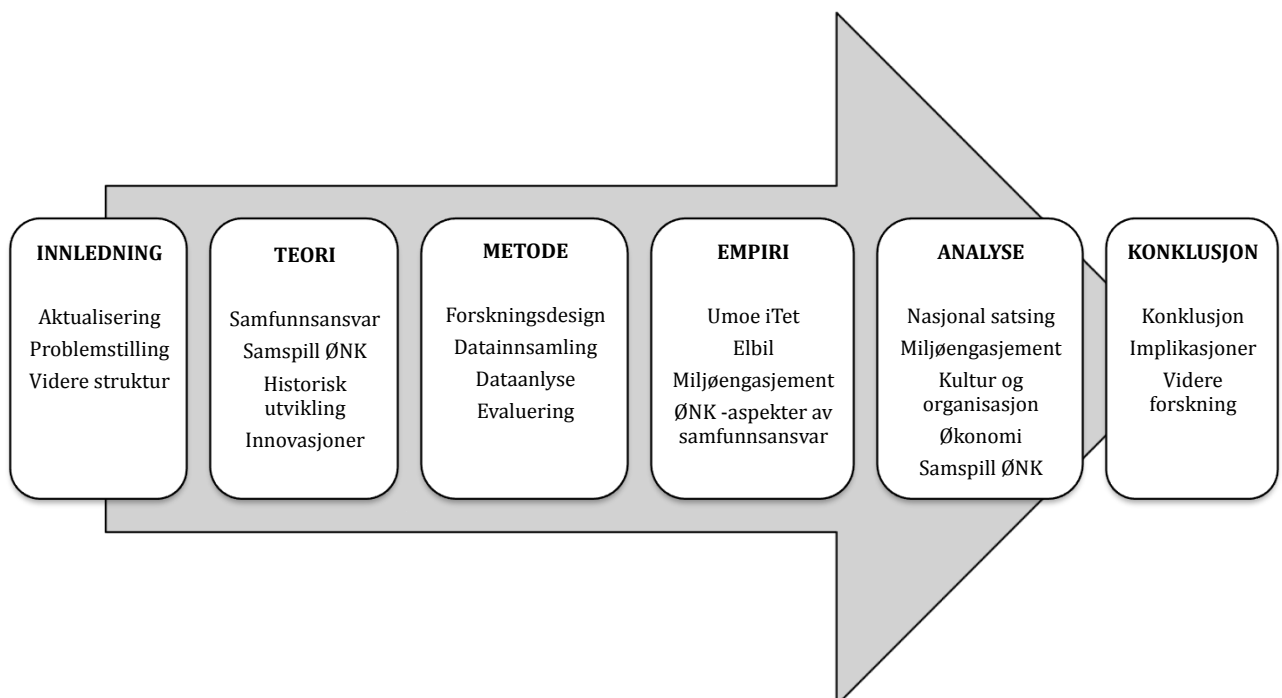 INNLEDNING
Aktualisering
Problemstilling
Videre struktur
TEORI
Samfunnsansvar
Samspill ØNK
Historisk
utvikling
Innovasjoner
METODE
Forskningsdesign
Datainnsamling
Dataanlyse
Evaluering
EMPIRI
Umoe iTet
Elbil
Miljøengasjement
ØNK -aspekter av
samfunnsansvar
ANALYSE
Nasjonal satsing
Miljøengasjement
Kultur og
organisasjon
Økonomi
Samspill ØNK
KONKLUSJON
Konklusjon
Implikasjoner
Videre
forskning